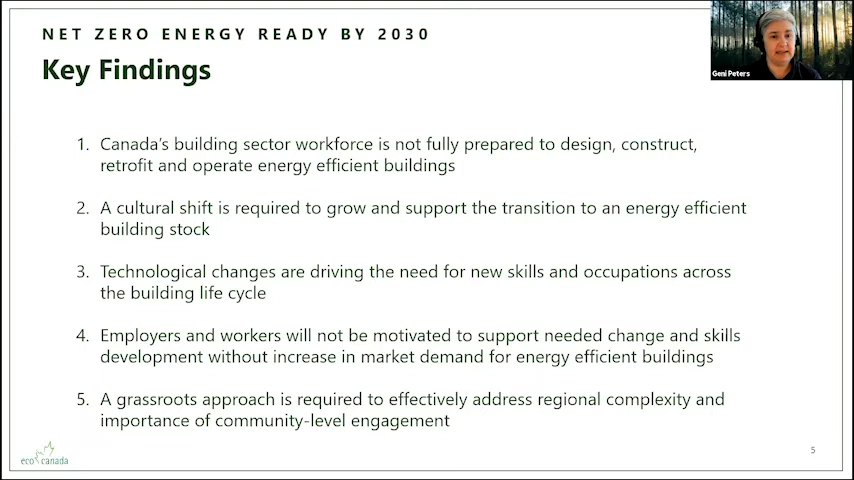 NET ZERO ENERGY READY BY 2030
Key Findings
Geni Peters
1. Canada's building sector workforce is not fully prepared to design, construct,
retrofit and operate energy efficient buildings
2. A cultural shift is required to grow and support the transition to an energy efficient
building stock
3. Technological changes are driving the need for new skills and occupations across
the building life cycle
4. Employers and workers will not be motivated to support needed change and skills
development without increase in market demand for energy efficient buildings
5. A grassroots approach is required to effectively address regional complexity and
importance of community-level engagement
eco canada
5